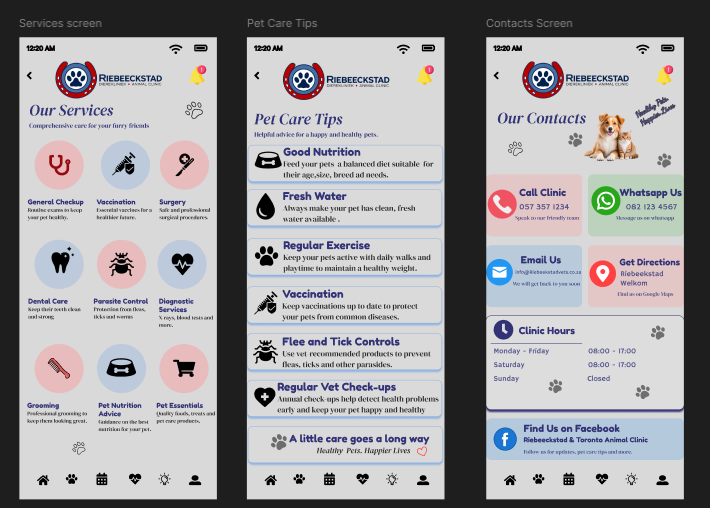 Services screen
12:20 AM
RIEBEECKSTAD
DIEREKLINIEK • ANIMAL CLINIC
1
Our Services
Comprehensive care for your furry friends
General Checkup
Routine exams to keep
your pet healthy.
Vaccination
Essential vaccines for a
healthier future.
Surgery
Safe and professional
surgical procedures.
Dental Care
Keep their teeth clean
and strong
Parasite Control
Protection from fleas,
ticks and worms
Diagnostic
Services
X-rays, blood tests and
more.
Grooming
Professional grooming to
keep them looking great.
Pet Nutrition
Advice
Guidance on the best
nutrition for your pet.
Pet Essentials
Quality foods, treats and
pet care products.
Pet Care Tips
12:20 AM
RIEBEECKSTAD
DIEREKLINIEK • ANIMAL CLINIC
1
Pet Care Tips
Helpful advice for a happy and healthy pets.
Good Nutrition
Feed your pets a balanced diet suitable for
their age,size, breed ad needs.
Fresh Water
Always make your pet has clean, fresh
water available .
Regular Exercise
Keep your pets active with daily walks and
playtime to maintain a healthy weight.
Vaccination
Keep vaccinations up to date to protect
your pets from common diseases.
Flee and Tick Controls
Use vet recommended products to prevent
fleas, ticks and other parasites.
Regular Vet Check-ups
Annual check-ups help detect health problems
early and keep your pet happy and healthy
A little care goes a long way
Healthy Pets. Happier Lives
Contacts Screen
12:20 AM
RIEBEECKSTAD
DIEREKLINIEK • ANIMAL CLINIC
1
Our Contacts
Healthy Pets.
Happier Lives
Call Clinic
057 357 1234
Speak to our friendly team
Whatsapp Us
082 123 4567
Message us on whatsapp
Email Us
info@Riebeekstadvets.co.za
We will get back to you soon
Get Directions
Riebeekstad
Welkom
Find us on Google Maps
Clinic Hours
Monday - Friday 08:00 - 17:00
Saturday 08:00 - 17:00
Sunday Closed
Find Us on Facebook
Riebeekstad & Toronto Animal Clinic
Follow us for updates, pet care tips and more.